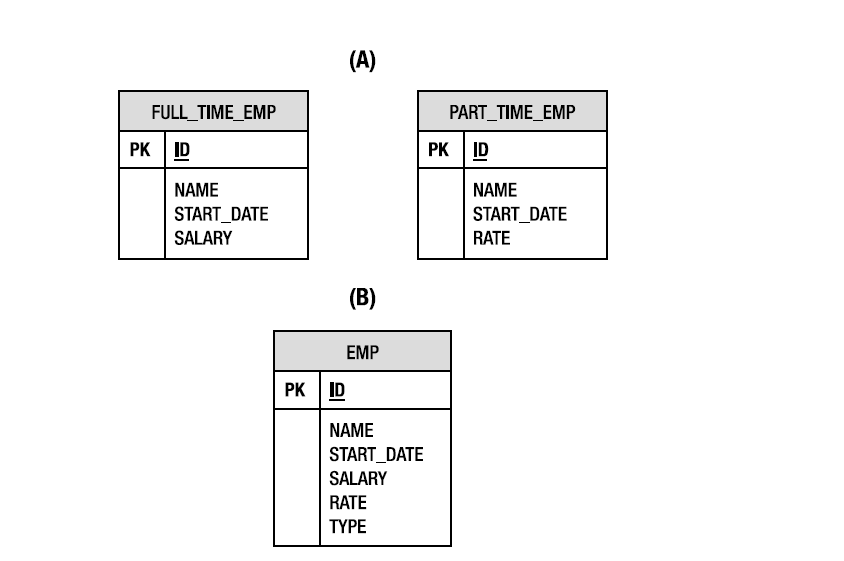 (A)
FULL_TIME_EMP
PK ID
NAME
START_DATE
SALARY
PART_TIME_EMP
PK ID
NAME
START_DATE
RATE
(B)
EMP
PK ID
NAME
START_DATE
SALARY
RATE
TYPE